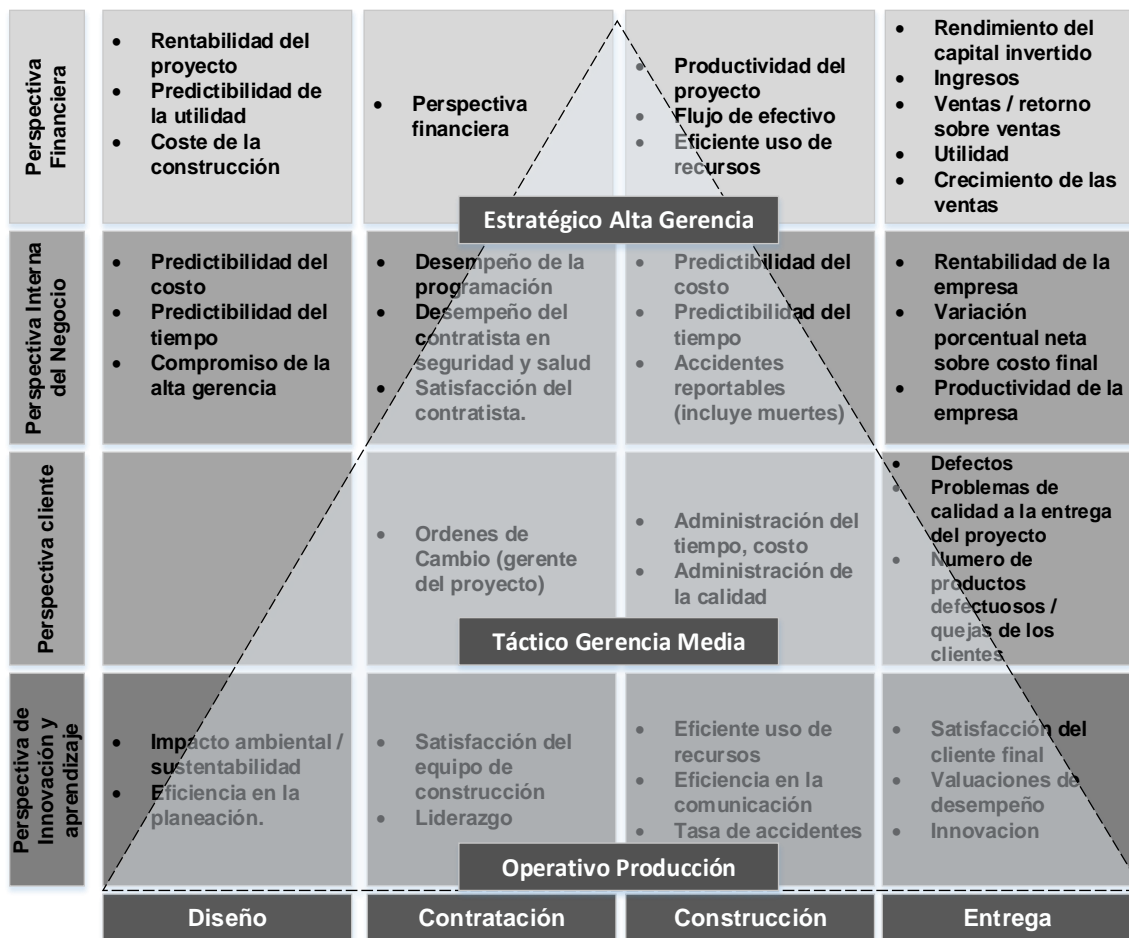 Perspectiva
Financiera
• Rentabilidad del
proyecto
• Predictibilidad de
la utilidad
• Coste de la
construcción
• Perspectiva
financiera
• Productividad del
proyecto
• Flujo de efectivo
• Eficiente uso de
recursos
• Rendimiento del
capital invertido
• Ingresos
• Ventas / retorno
sobre ventas
• Utilidad
• Crecimiento de las
ventas
Estratégico Alta Gerencia
Perspectiva Interna
del Negocio
• Predictibilidad del
costo
• Predictibilidad del
tiempo
• Compromiso de la
alta gerencia
• Desempeño de la
programación
• Desempeño del
contratista en
seguridad y salud
• Satisfacción del
contratista.
• Predictibilidad del
costo
• Predictibilidad del
tiempo
• Accidentes
reportables
(incluye muertes)
• Rentabilidad de la
empresa
• Variación
porcentual neta
sobre costo final
• Productividad de la
empresa
Perspectiva cliente
• Ordenes de
Cambio (gerente
del proyecto)
• Administración del
tiempo, costo
• Administración de
la calidad
• Defectos
• Problemas de
calidad a la entrega
del proyecto
• Numero de
productos
defectuosos /
quejas de los
clientes
Táctico Gerencia Media
Perspectiva de
Innovación y
aprendizaje
• Impacto ambiental /
sustentabilidad
• Eficiencia en la
planeación.
• Satisfacción del
equipo de
construcción
• Liderazgo
• Eficiente uso de
recursos
• Eficiencia en la
comunicación
• Tasa de accidentes
• Satisfacción del
cliente final
• Valuaciones de
desempeño
• Innovacion
Operativo Producción
Diseño
Contratación
Construcción
Entrega